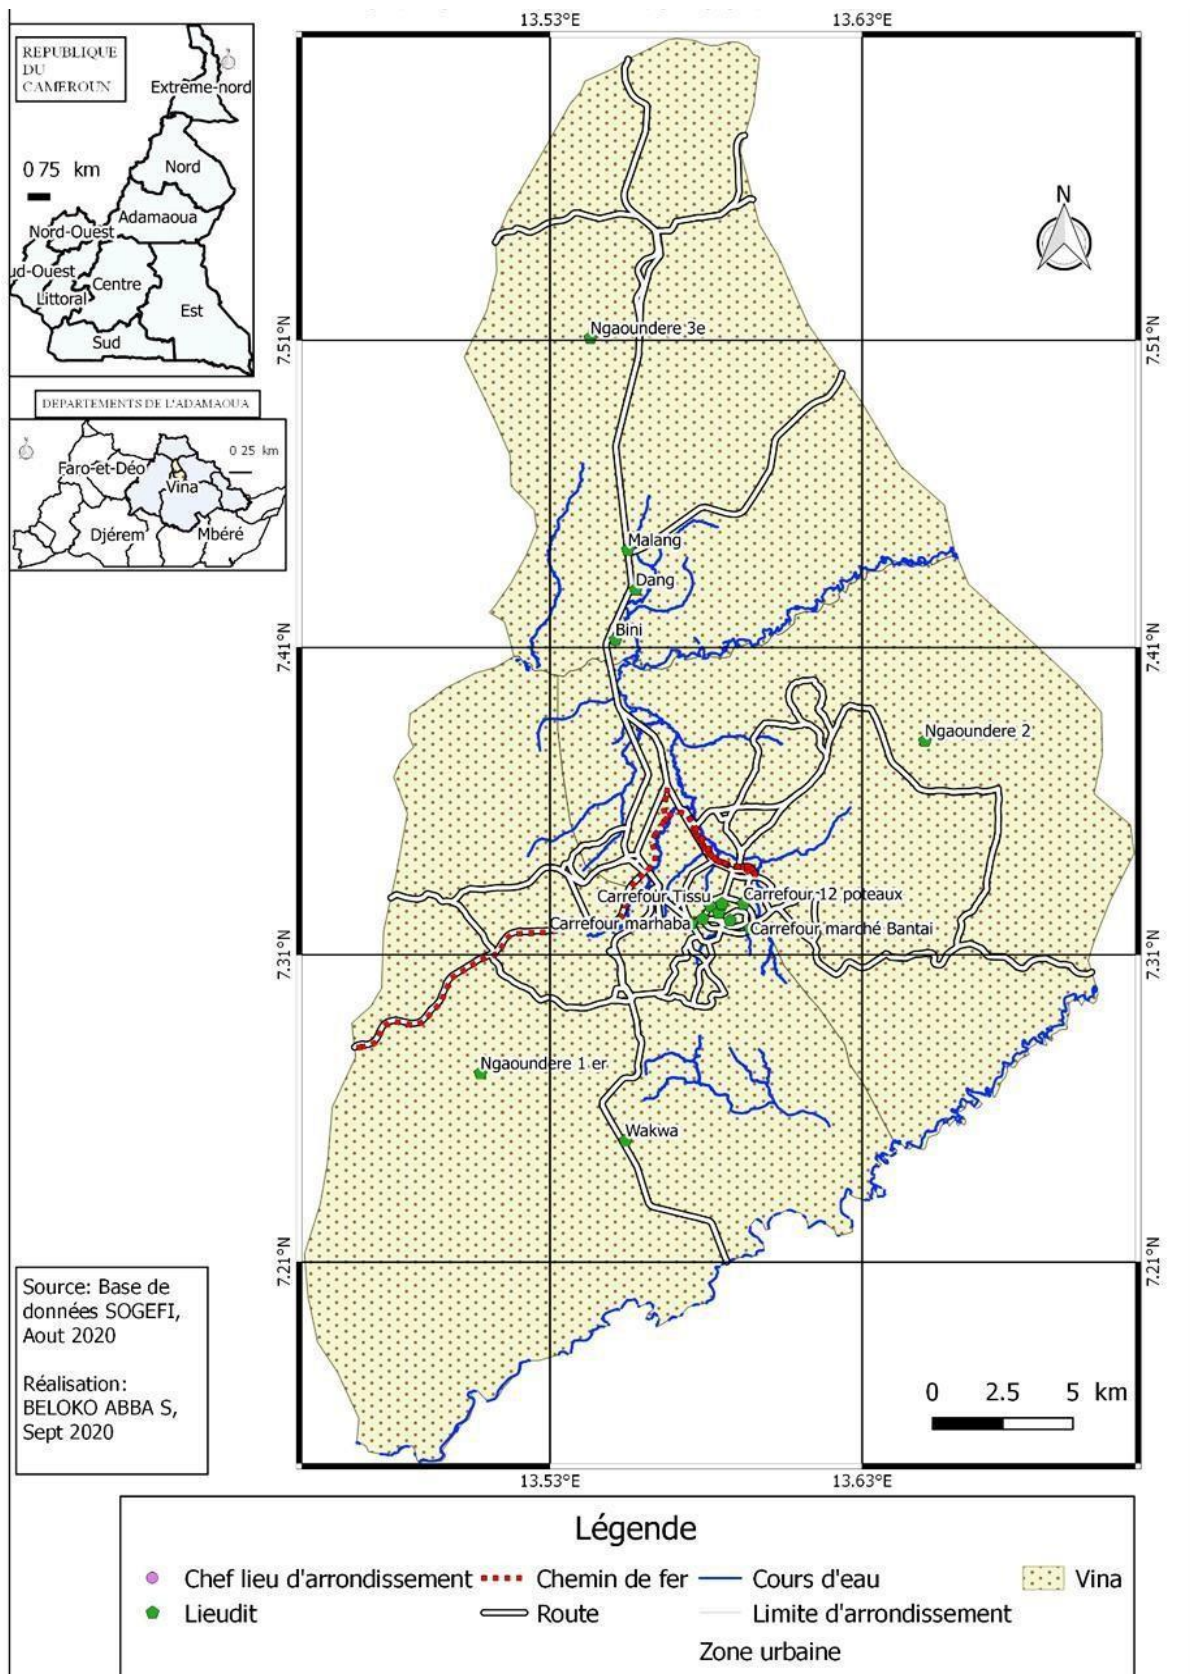 13.53°E 13.63°E
REPUBLIQUE
DU
CAMEROUN
Extrême-nord
0 75 km
Nord
Adamaoua
Nord-Ouest
ud-Ouest
Centre
Littoral
Est
Sud
DEPARTEMENTS DE L'ADAMAOUA
0 25 km
Faro-et-Déo
Vina
Djérem
Mbéré
N
Ngaoundere 3e
7.51°N 7.51°N
Malang
Dang
Bini
7.41°N 7.41°N
Ngaoundere 2
Carrefour Tissu
Carrefour 12 poteaux
Carrefour marhaba
Carrefour marché Bantai
7.31°N 7.31°N
Ngaoundere 1 er
Wakwa
7.21°N 7.21°N
Source: Base de
données SOGEFI,
Aout 2020
Réalisation:
BELOKO ABBA S,
Sept 2020
0 2.5 5 km
13.53°E 13.63°E
Légende
Chef lieu d'arrondissement Chemin de fer Cours d'eau Vina
Lieudit Route Limite d'arrondissement
Zone urbaine